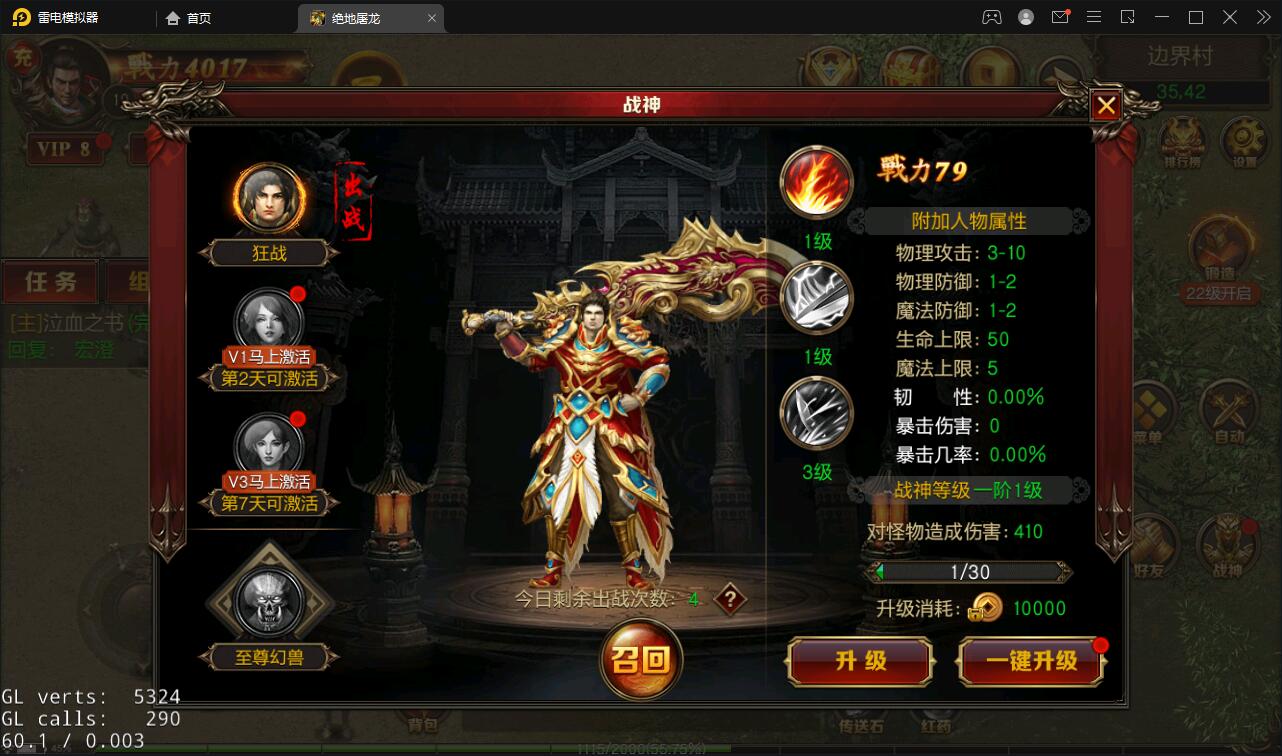 雷电模拟器
首页
绝地屠龙
充
戰力4017
边界村
35,42
战神
VIP 8
排行榜
设置
出战
狂战
戰力79
附加人物属性
1级
物理攻击: 3-10
物理防御: 1-2
魔法防御: 1-2
生命上限: 50
魔法上限: 5
韧 性: 0.00%
暴击伤害: 0
暴击几率: 0.00%
1级
3级
锻造
22级开启
任务
组
[主]泣血之书(完
回复: 宏澄
V1马上激活
第2天可激活
V3马上激活
第7天可激活
菜单
自动
战神等级 一阶1级
对怪物造成伤害: 410
1/30
升级消耗: 10000
好友
战神
今日剩余出战次数: 4
?
至尊幻兽
召回
升级
一键升级
GL verts: 5324
GL calls: 290
60.1 / 0.003
背包
传送石
红药
1115/2000(55.75%)